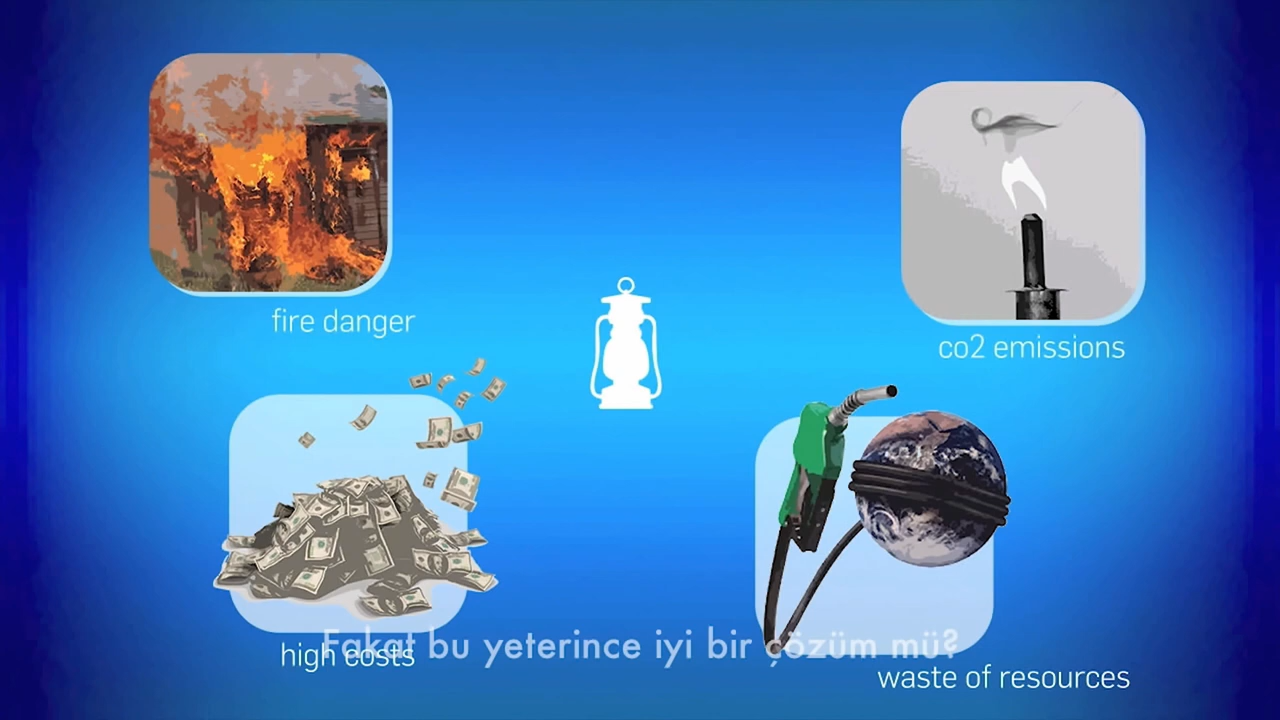 fire danger
co2 emissions
Fakat bu yeterince iyi bir çözüm mü?
high costs
waste of resources